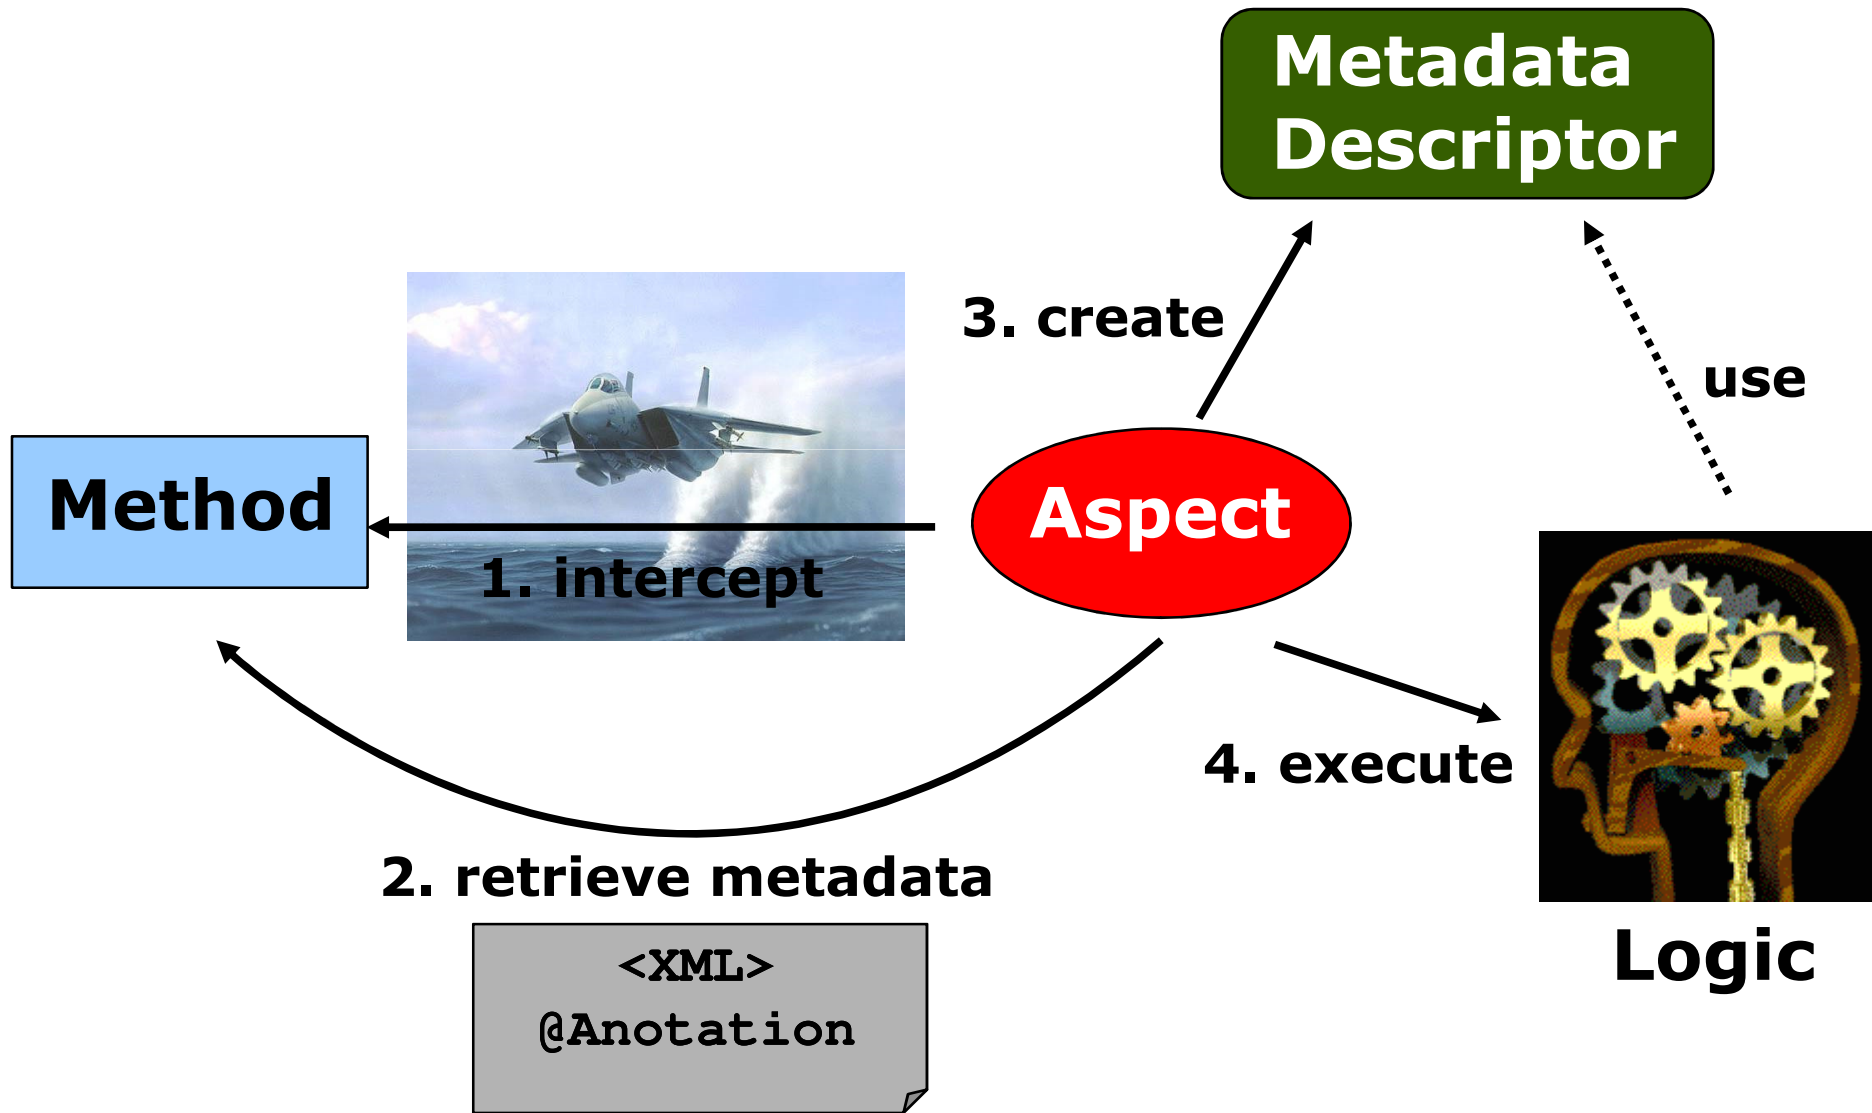 Metadata
Descriptor
3. create
use
Method
Aspect
1. intercept
4. execute
2. retrieve metadata
<XML>
@Anotation
Logic